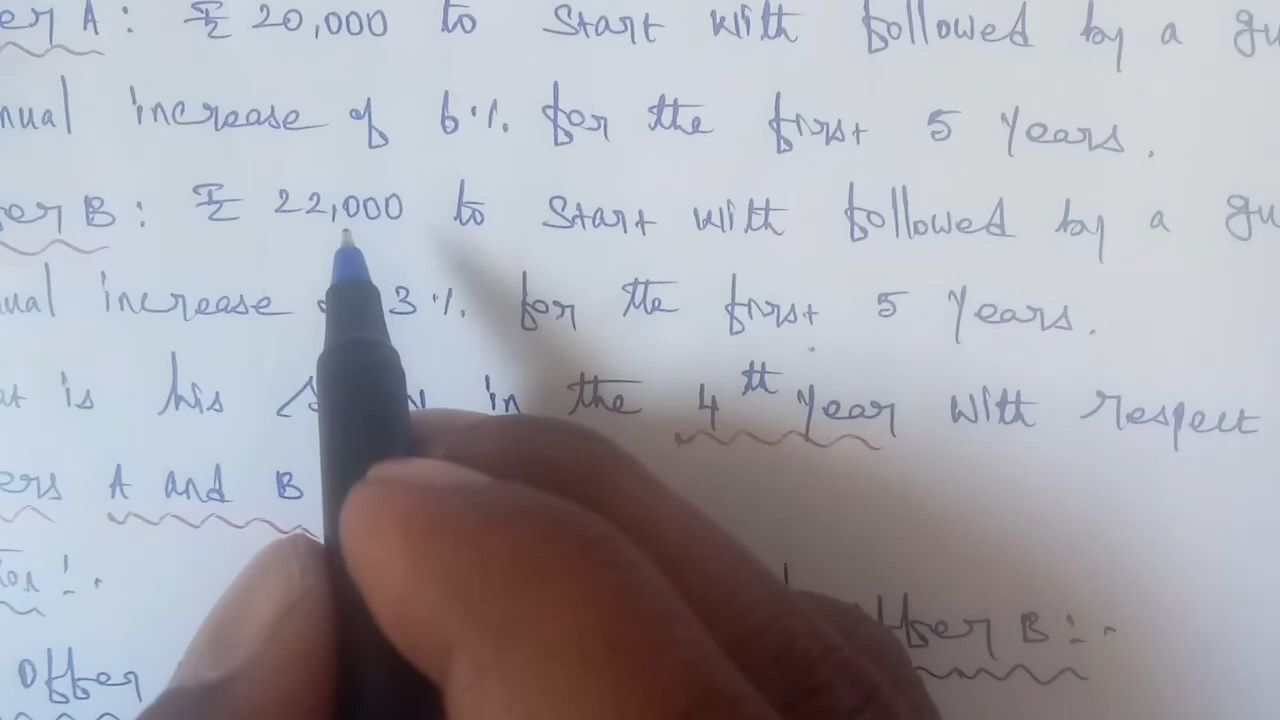 er A : ₹ 20,000 to start with followed by a gu
nual increase of 6% for the first 5 years.
er B : ₹ 22,000 to start with followed by a gu
ual increase 3% for the first 5 years.
at is his in the 4th year with respect
ers A and B
Offer B :-
Offer